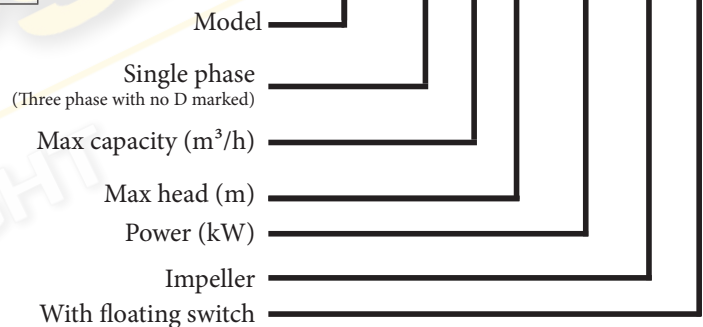 Model
Single phase
(Three phase with no D marked)
Max capacity (m³/h)
Max head (m)
Power (kW)
Impeller
With floating switch